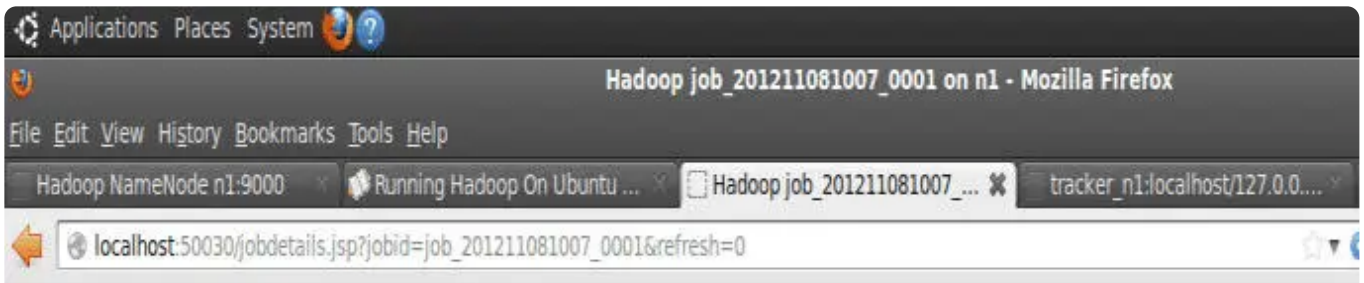 Applications Places System
Hadoop job_201211081007_0001 on n1 - Mozilla Firefox
File Edit View History Bookmarks Tools Help
Hadoop NameNode n1:9000 Running Hadoop On Ubuntu ... Hadoop job_201211081007_... tracker_n1:localhost/127.0.0....
localhost:50030/jobdetails.jsp?jobid=job_201211081007_0001&refresh=0